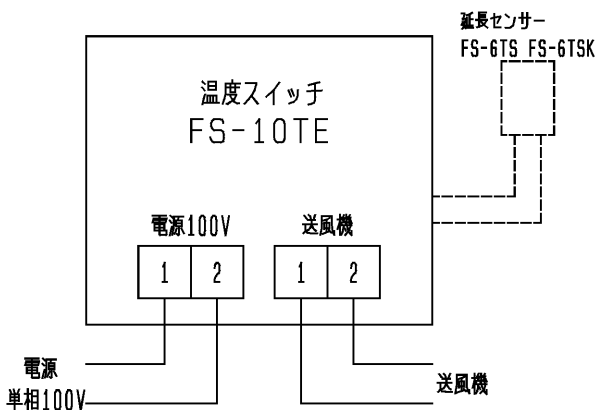 延長センサー
FS-6TS FS-6TSK
温度スイッチ
FS-10TE
電源100V
送風機
1 2
1 2
電源
単相100V
送風機